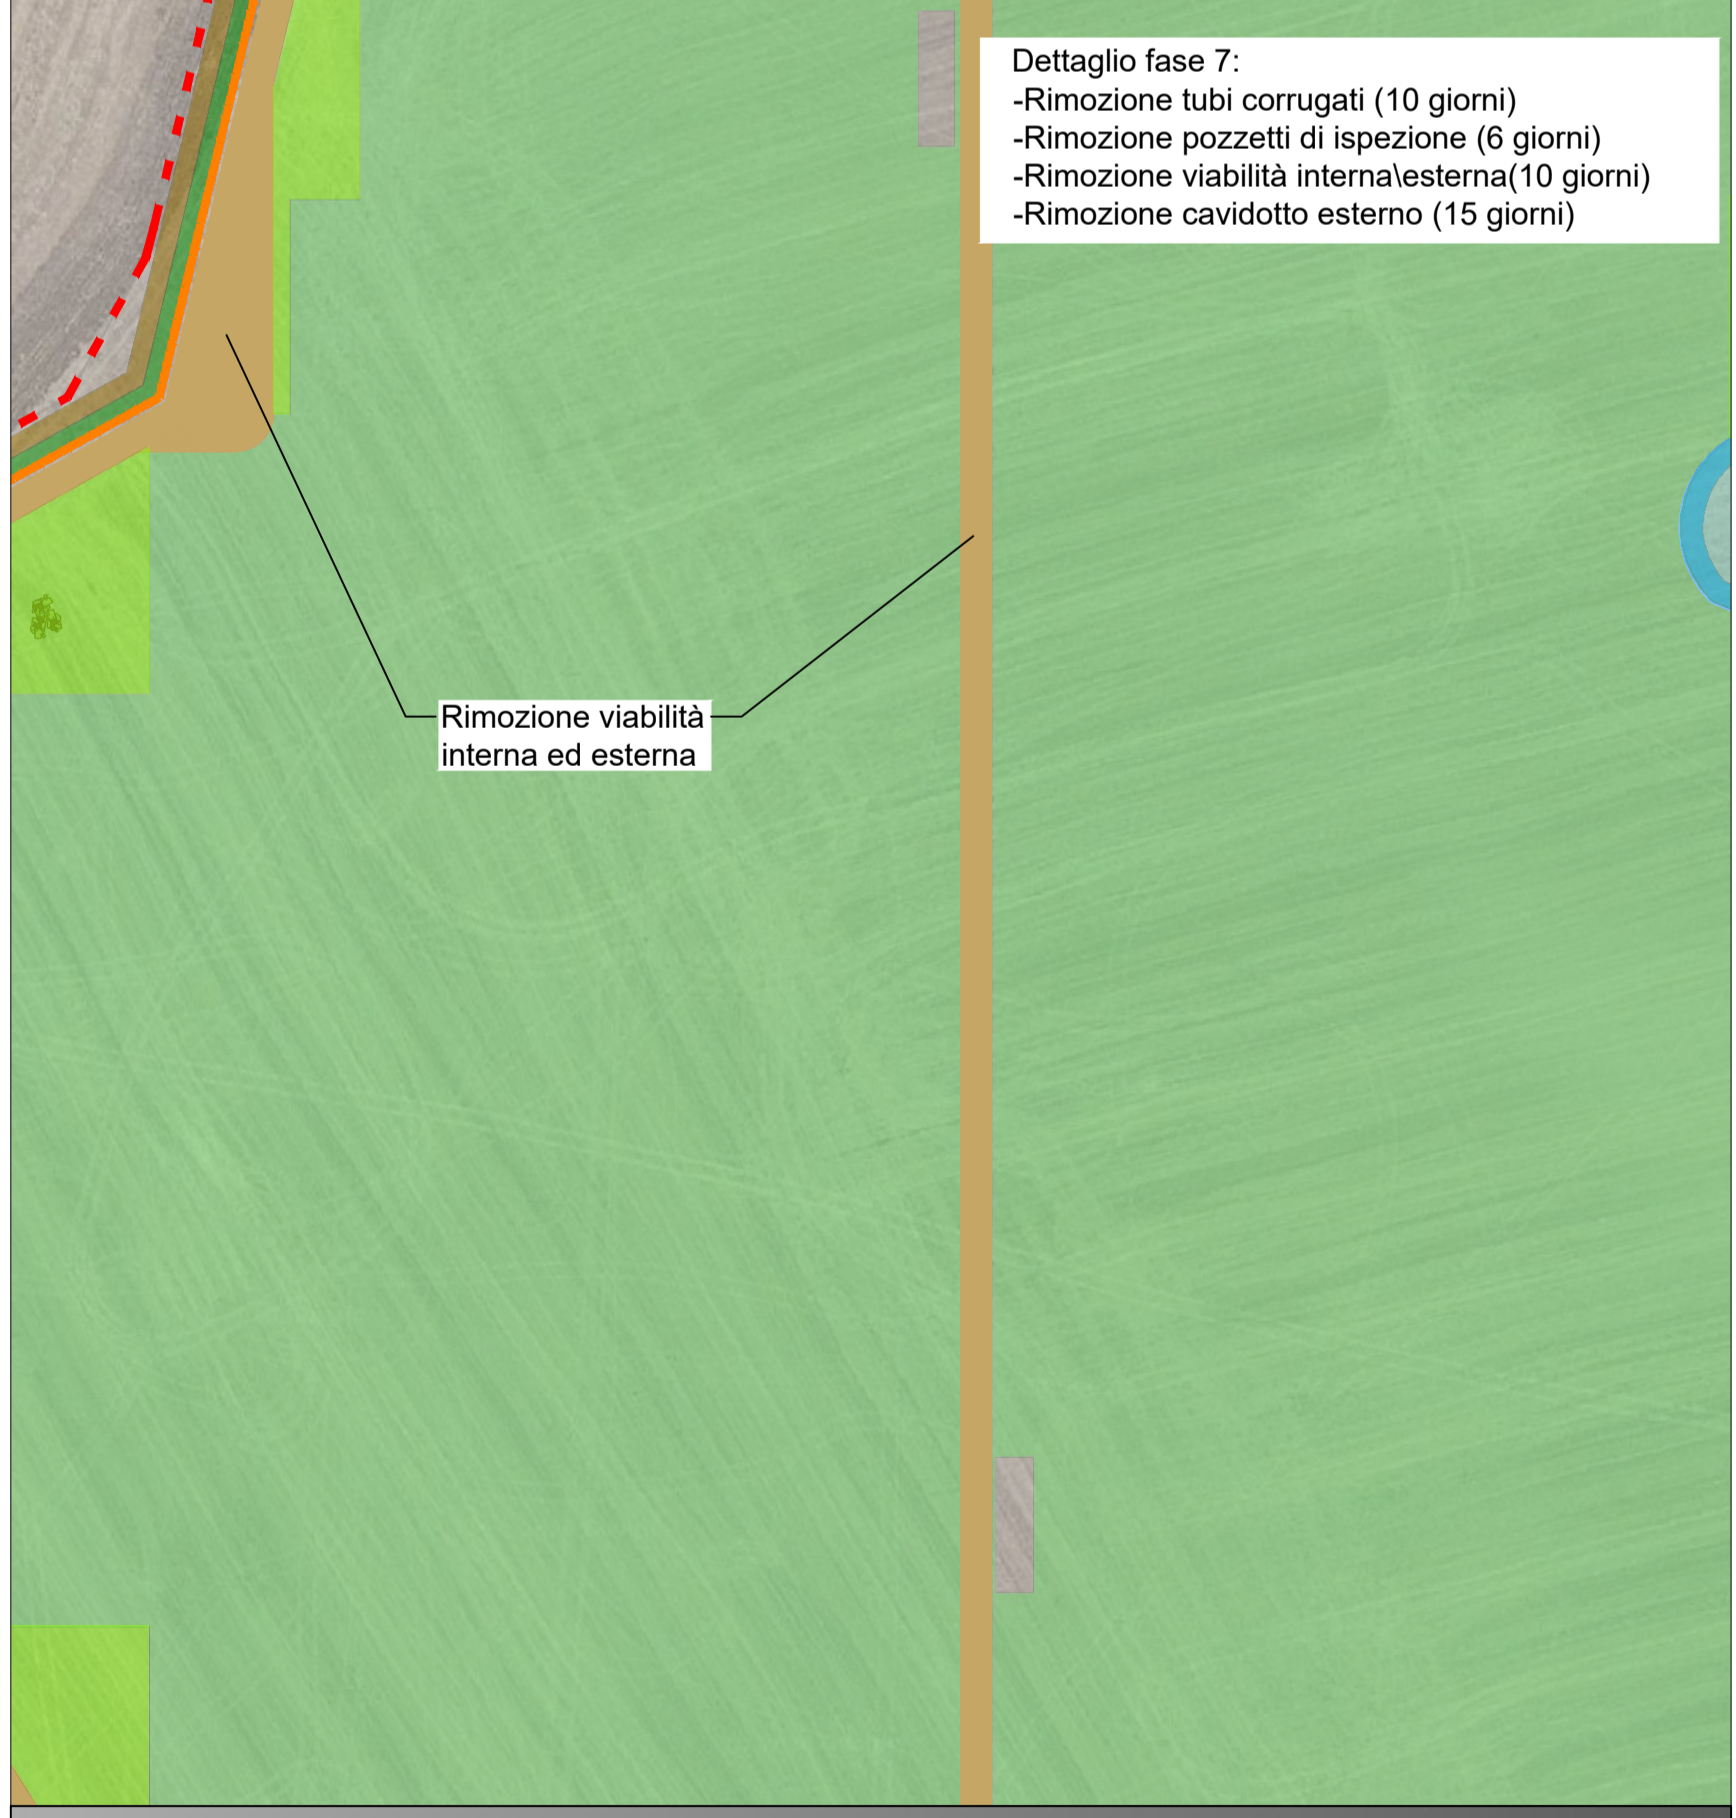 Dettaglio fase 7:
-Rimozione tubi corrugati (10 giorni)
-Rimozione pozzetti di ispezione (6 giorni)
-Rimozione viabilità interna\esterna(10 giorni)
-Rimozione cavidotto esterno (15 giorni)
Rimozione viabilità
interna ed esterna